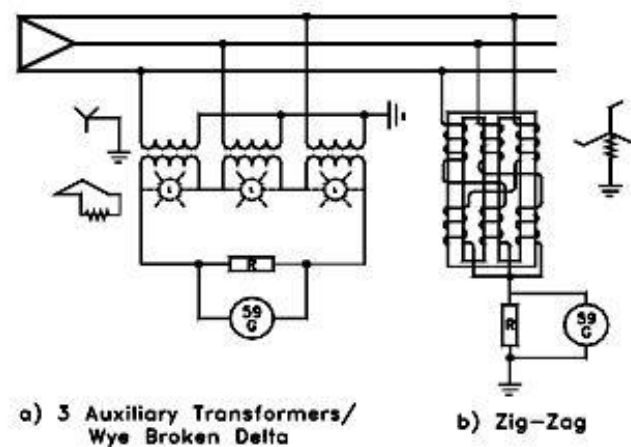 L L L
R
59
G
R
59
G
a) 3 Auxiliary Transformers/
Wye Broken Delta
b) Zig-Zag